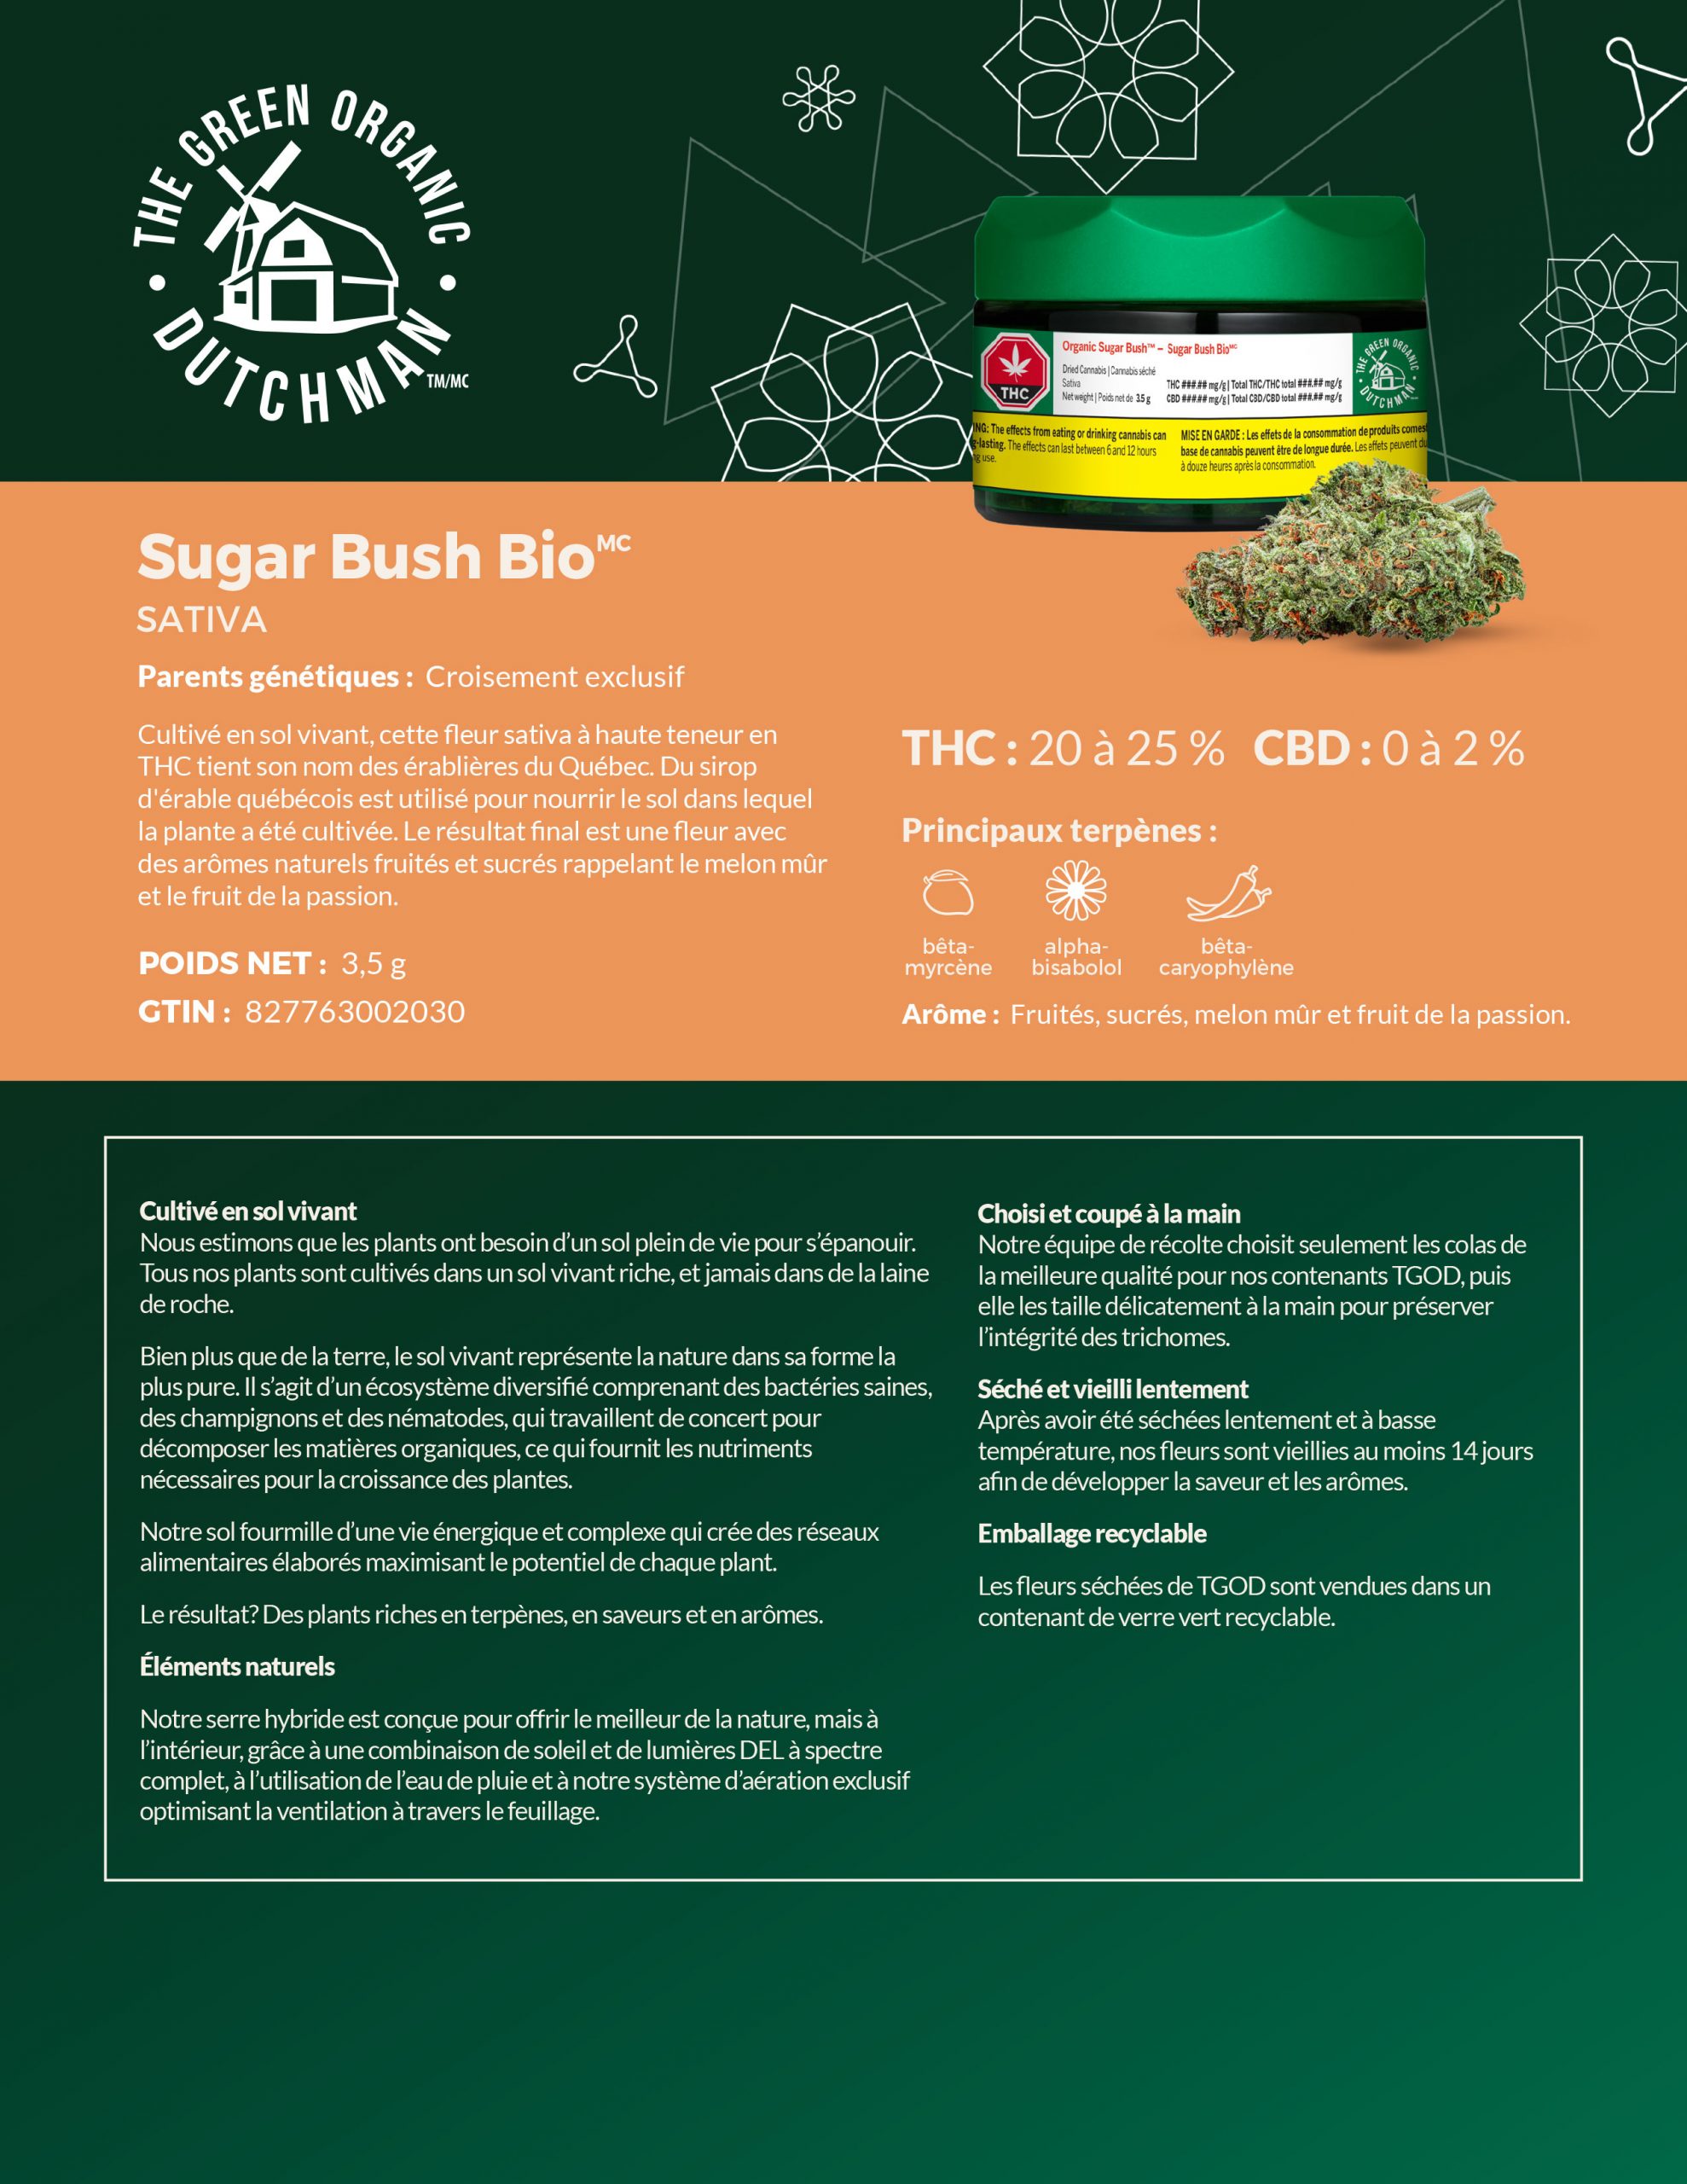 THE GREEN ORGANIC
DUTCHMAN
TM/MC
THC
Organic Sugar Bush™ – Sugar Bush Bio MC
Dried Cannabis | Cannabis séché
Sativa
Net weight | Poids net de 3.5 g
THC ###.## mg/g | Total THC/THC total ###.## mg/g
CBD ###.## mg/g | Total CBD/CBD total ###.## mg/g
THE GREEN ORGANIC
DUTCHMAN
The effects from eating or drinking cannabis can
The effects can last between 6 and 12 hours
use.
MISE EN GARDE : Les effets de la consommation de produits
base de cannabis peuvent être de longue durée. Les effets peuvent
à douze heures après la consommation.
Sugar Bush Bio MC
SATIVA
Parents génétiques : Croisement exclusif
Cultivé en sol vivant, cette fleur sativa à haute teneur en
THC tient son nom des érablières du Québec. Du sirop
d'érable québécois est utilisé pour nourrir le sol dans lequel
la plante a été cultivée. Le résultat final est une fleur avec
des arômes naturels fruités et sucrés rappelant le melon mûr
et le fruit de la passion.
POIDS NET : 3,5 g
GTIN : 827763002030
THC : 20 à 25 % CBD : 0 à 2 %
Principaux terpènes :
bêta-
myrcène
alpha-
bisabolol
bêta-
caryophylène
Arôme : Fruités, sucrés, melon mûr et fruit de la passion.
Cultivé en sol vivant
Nous estimons que les plants ont besoin d’un sol plein de vie pour s’épanouir.
Tous nos plants sont cultivés dans un sol vivant riche, et jamais dans de la laine
de roche.
Bien plus que de la terre, le sol vivant représente la nature dans sa forme la
plus pure. Il s’agit d’un écosystème diversifié comprenant des bactéries saines,
des champignons et des nématodes, qui travaillent de concert pour
décomposer les matières organiques, ce qui fournit les nutriments
nécessaires pour la croissance des plantes.
Notre sol fourmille d’une vie énergique et complexe qui crée des réseaux
alimentaires élaborés maximisant le potentiel de chaque plant.
Le résultat? Des plants riches en terpènes, en saveurs et en arômes.
Éléments naturels
Notre serre hybride est conçue pour offrir le meilleur de la nature, mais à
l’intérieur, grâce à une combinaison de soleil et de lumières DEL à spectre
complet, à l’utilisation de l’eau de pluie et à notre système d’aération exclusif
optimisant la ventilation à travers le feuillage.
Choisi et coupé à la main
Notre équipe de récolte choisit seulement les colas de
la meilleure qualité pour nos contenants TGOD, puis
elle les taille délicatement à la main pour préserver
l’intégrité des trichomes.
Séché et vieilli lentement
Après avoir été séchées lentement et à basse
température, nos fleurs sont vieillies au moins 14 jours
afin de développer la saveur et les arômes.
Emballage recyclable
Les fleurs séchées de TGOD sont vendues dans un
contenant de verre vert recyclable.